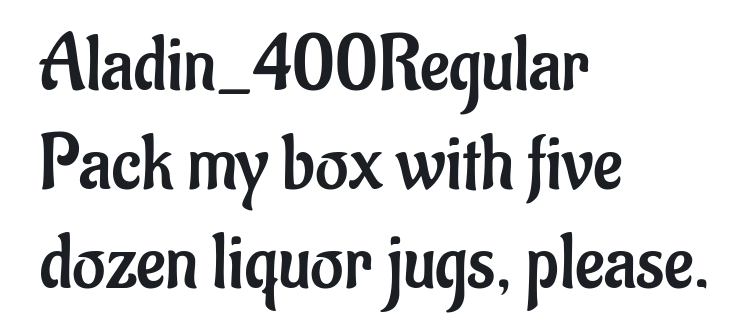 Aladin_400Regular
Pack my box with five
dozen liquor jugs, please.